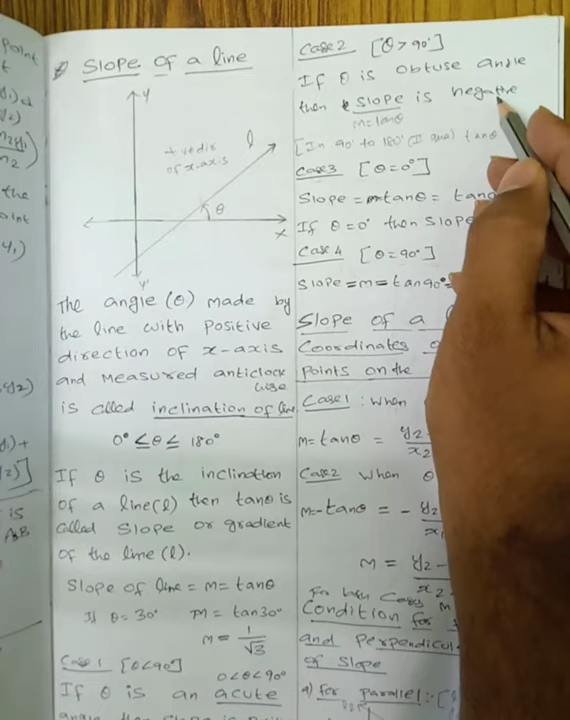 Slope of a line
Y
+ve dir
of x-axis
l
θ
X
Y'
The angle (θ) made by
the line with positive
direction of x-axis
and Measured anticlock
wise
is called inclination of line
0° ≤ θ ≤ 180°
If θ is the inclination
of a line(l) then tanθ is
called Slope or gradient
of the line (l).
Slope of line = m = tanθ
If θ = 30° m = tan30°
m = 1/√3
Case 1 [θ<90°]
0<θ<90°
If θ is an acute
Case 2 [θ > 90°]
If θ is obtuse angle
then slope is negative
m = tanθ
[In 90° to 180° (II qua) tanθ
Case 3 [θ = 0°]
Slope = m tanθ =
If θ = 0° then Slope
Case 4 [θ = 90°]
Slope = m = tan90° =
Slope of a
Coordinates
points on the
Case 1 : When
m = tanθ = y2 -
x2
Case 2 When θ
m = - tanθ = -
m = y2 -
x2 -
For both Cases m
Condition for
and perpendicul
of Slope
a) for parallel :-